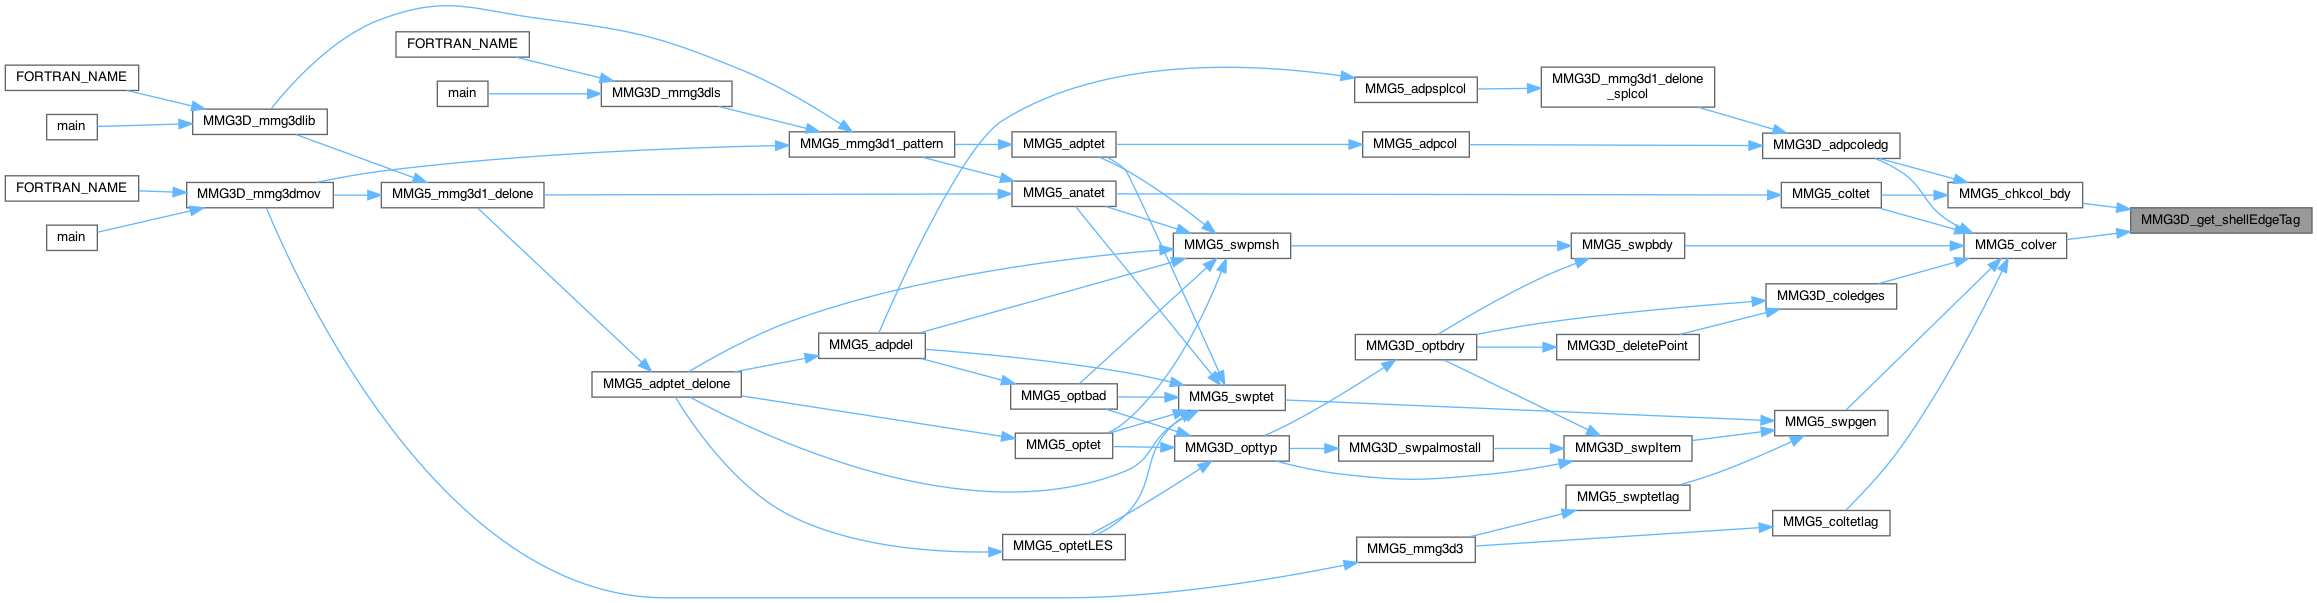 FORTRAN_NAME
FORTRAN_NAME
main
MMG3D_mmg3dls
MMG5_adpsplcol
MMG3D_mmg3d1_delone
_splcol
main
MMG3D_mmg3dlib
MMG5_mmg3d1_pattern
MMG5_adptet
MMG5_adpcol
MMG3D_adpcoledg
FORTRAN_NAME
MMG3D_mmg3dmov
MMG5_mmg3d1_delone
MMG5_anatet
MMG5_coltet
MMG5_chkcol_bdy
MMG3D_get_shellEdgeTag
main
MMG5_swpmsh
MMG5_swpbdy
MMG5_colver
MMG3D_coledges
MMG5_adpdel
MMG3D_optbdry
MMG3D_deletePoint
MMG5_adptet_delone
MMG5_optbad
MMG5_swptet
MMG5_swpgen
MMG5_optet
MMG3D_opttyp
MMG3D_swpalmostall
MMG3D_swpItem
MMG5_swptetlag
MMG5_coltetlag
MMG5_optetLES
MMG5_mmg3d3